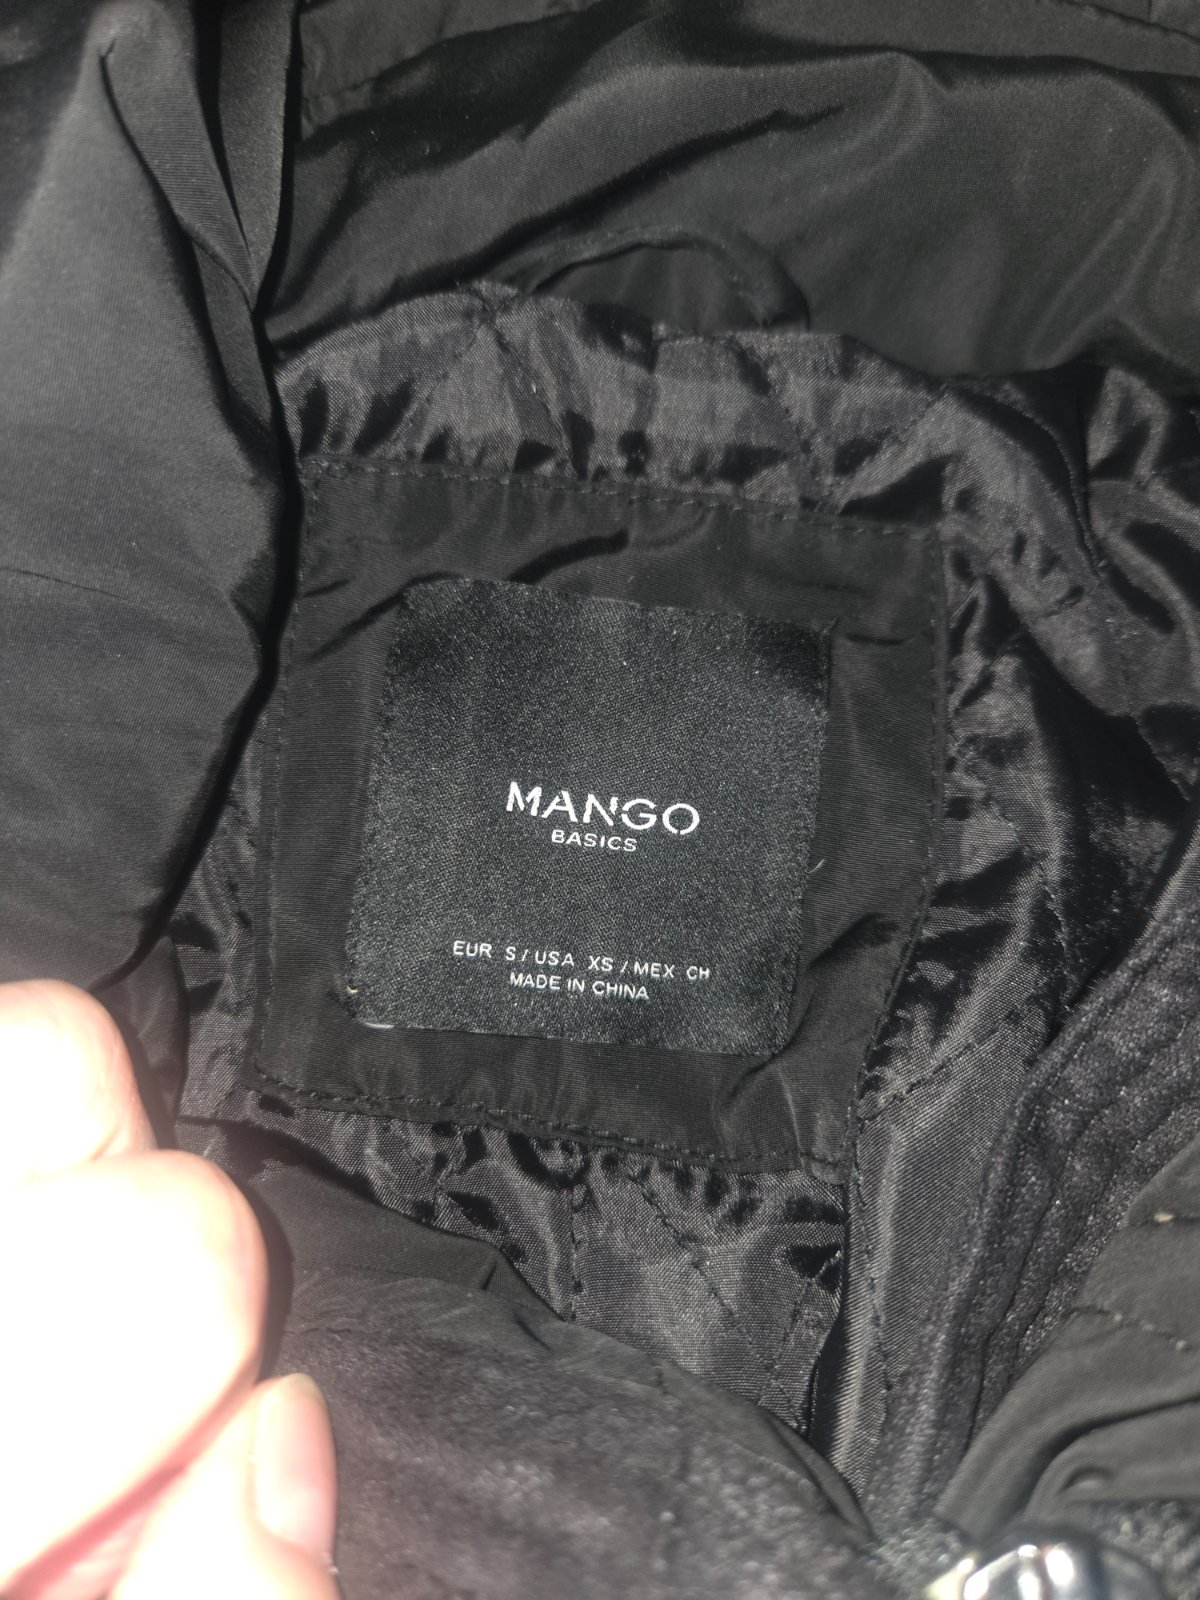 MANGO
BASICS
EUR S / USA XS / MEX CH
MADE IN CHINA